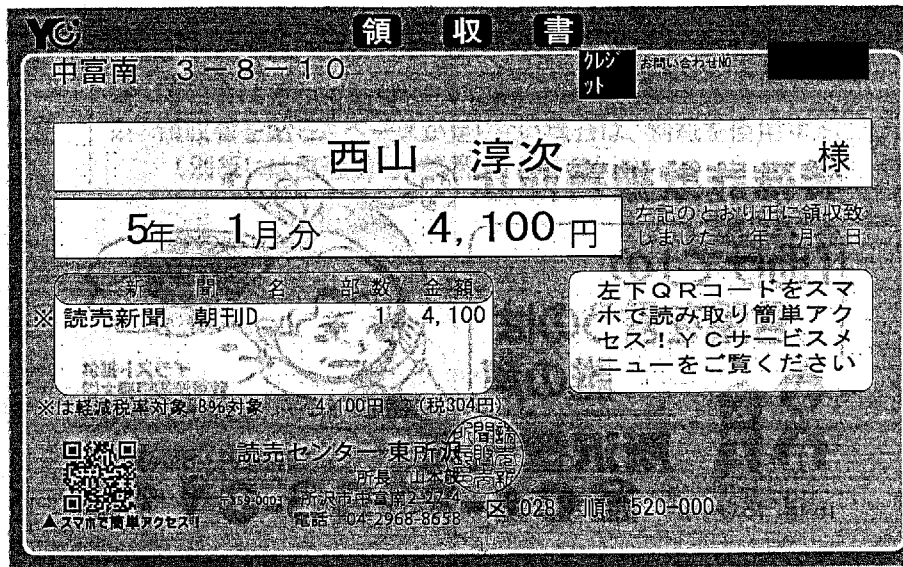 YC
領収書
中富南 3-8-10
クレジット
お問い合わせNO
西山 淳次 様
5年 1月分 4,100円
左記のとおり正に領収致
しました 年 月 日
新聞名 部数 金額
※ 読売新聞 朝刊D 1 4,100
左下QRコードをスマ
ホで読み取り簡単アク
セス!YCサービスメ
ニューをご覧ください
※は軽減税率対象 8%対象 4,100円 (税304円)
読売センター東所沢
所長 山本
所沢市中富南2-27-4
電話 04-2968-8658 区 028 順 520-000
▲スマホで簡単アクセス!!